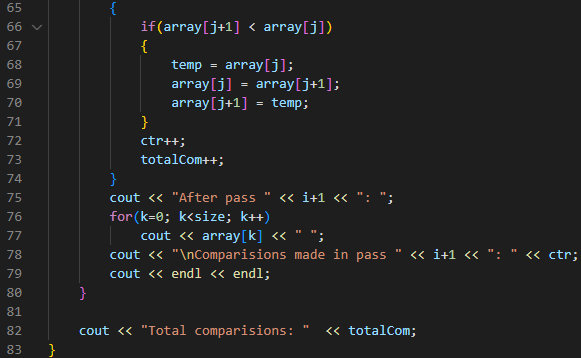 65 {
66 if(array[j+1] < array[j])
67 {
68 temp = array[j];
69 array[j] = array[j+1];
70 array[j+1] = temp;
71 }
72 ctr++;
73 totalCom++;
74 }
75 cout << "After pass " << i+1 << ": ";
76 for(k=0; k<size; k++)
77 cout << array[k] << " ";
78 cout << "\nComparisions made in pass " << i+1 << ": " << ctr;
79 cout << endl << endl;
80 }
81
82 cout << "Total comparisions: "  << totalCom;
83 }